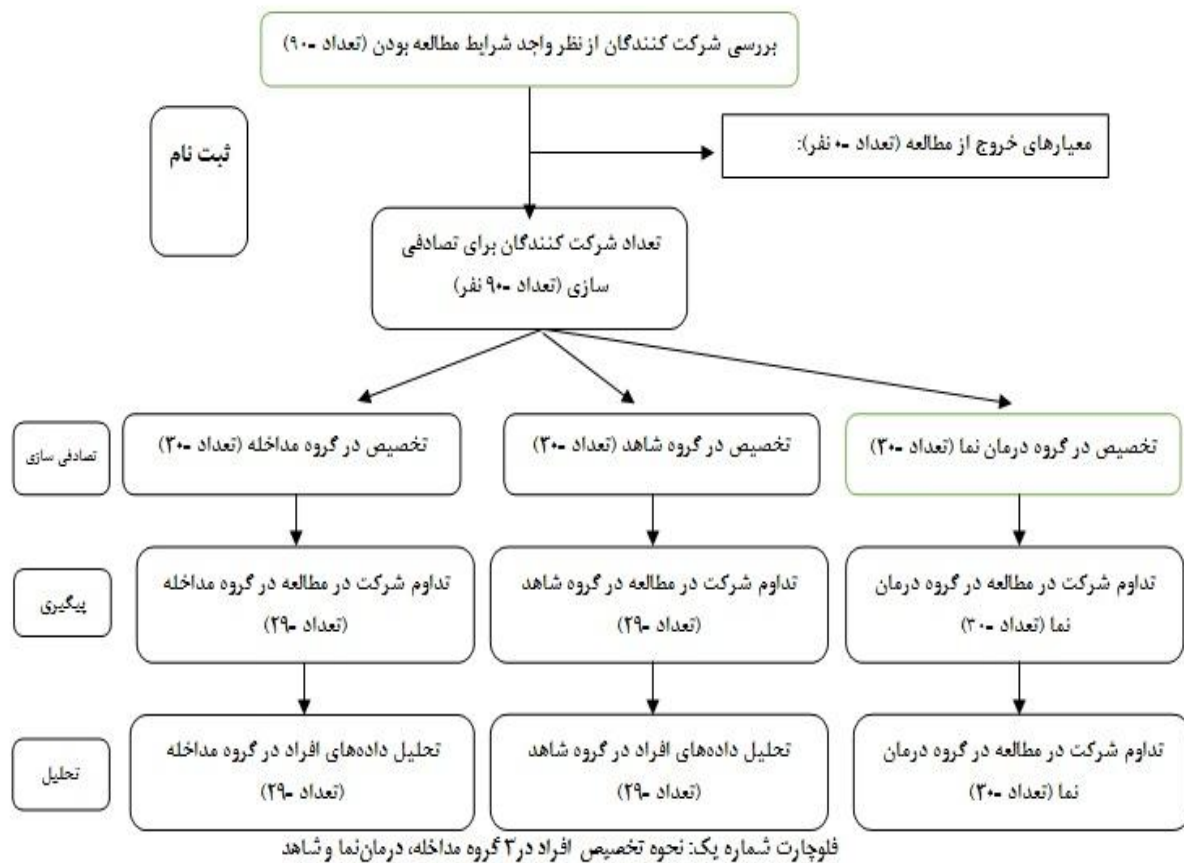 بررسی شرکت کنندگان از نظر واجد شرایط مطالعه بودن (تعداد =۹۰)
ثبت نام
معیارهای خروج از مطالعه (تعداد =۰ نفر):
تعداد شرکت کنندگان برای تصادفی
سازی (تعداد =۹۰ نفر)
تصادفی سازی
تخصیص در گروه مداخله (تعداد =۳۰)
تخصیص در گروه شاهد (تعداد =۳۰)
تخصیص در گروه درمان نما (تعداد =۳۰)
پیگیری
تداوم شرکت در مطالعه در گروه مداخله
(تعداد =۲۹)
تداوم شرکت در مطالعه در گروه شاهد
(تعداد =۲۹)
تداوم شرکت در مطالعه در گروه درمان
نما (تعداد =۳۰)
تحلیل
تحلیل داده‌های افراد در گروه مداخله
(تعداد =۲۹)
تحلیل داده‌های افراد در گروه شاهد
(تعداد =۲۹)
تداوم شرکت در مطالعه در گروه درمان
نما (تعداد =۳۰)
فلوچارت شماره یک: نحوه تخصیص افراد در۳ گروه مداخله، درمان‌نما و شاهد